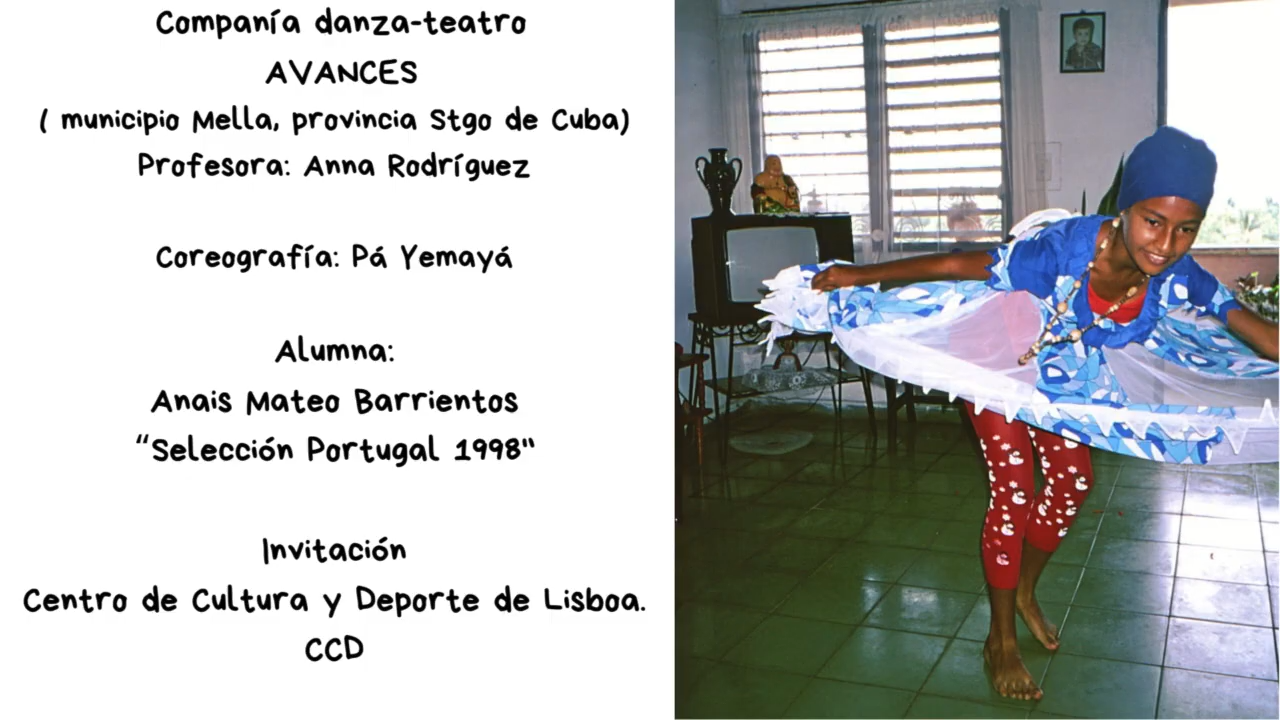 Companía danza-teatro
AVANCES
( municipio Mella, provincia Stgo de Cuba)
Profesora: Anna Rodríguez
Coreografía: Pá Yemayá
Alumna:
Anais Mateo Barrientos
“Selección Portugal 1998"
Invitación
Centro de Cultura y Deporte de Lisboa.
CCD